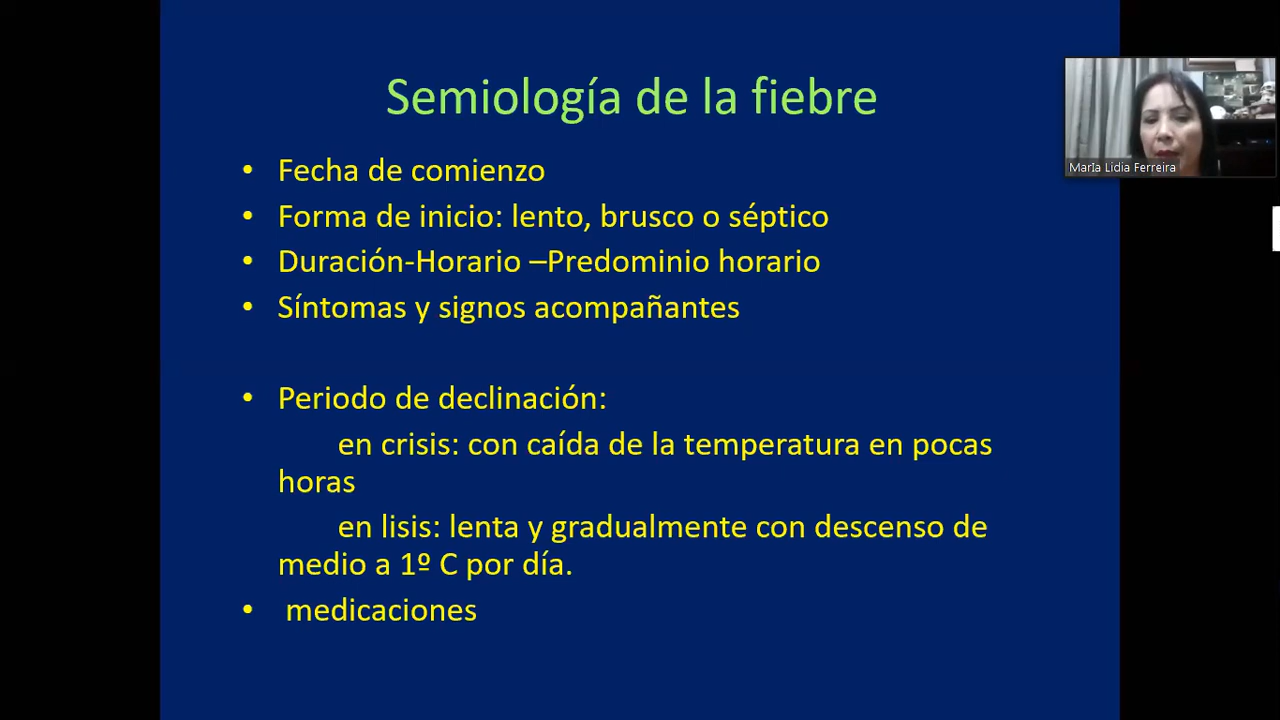 Semiología de la fiebre
• Fecha de comienzo
• Forma de inicio: lento, brusco o séptico
• Duración-Horario –Predominio horario
• Síntomas y signos acompañantes
• Periodo de declinación:
en crisis: con caída de la temperatura en pocas
horas
en lisis: lenta y gradualmente con descenso de
medio a 1º C por día.
• medicaciones
MarIa Lidia Ferreira